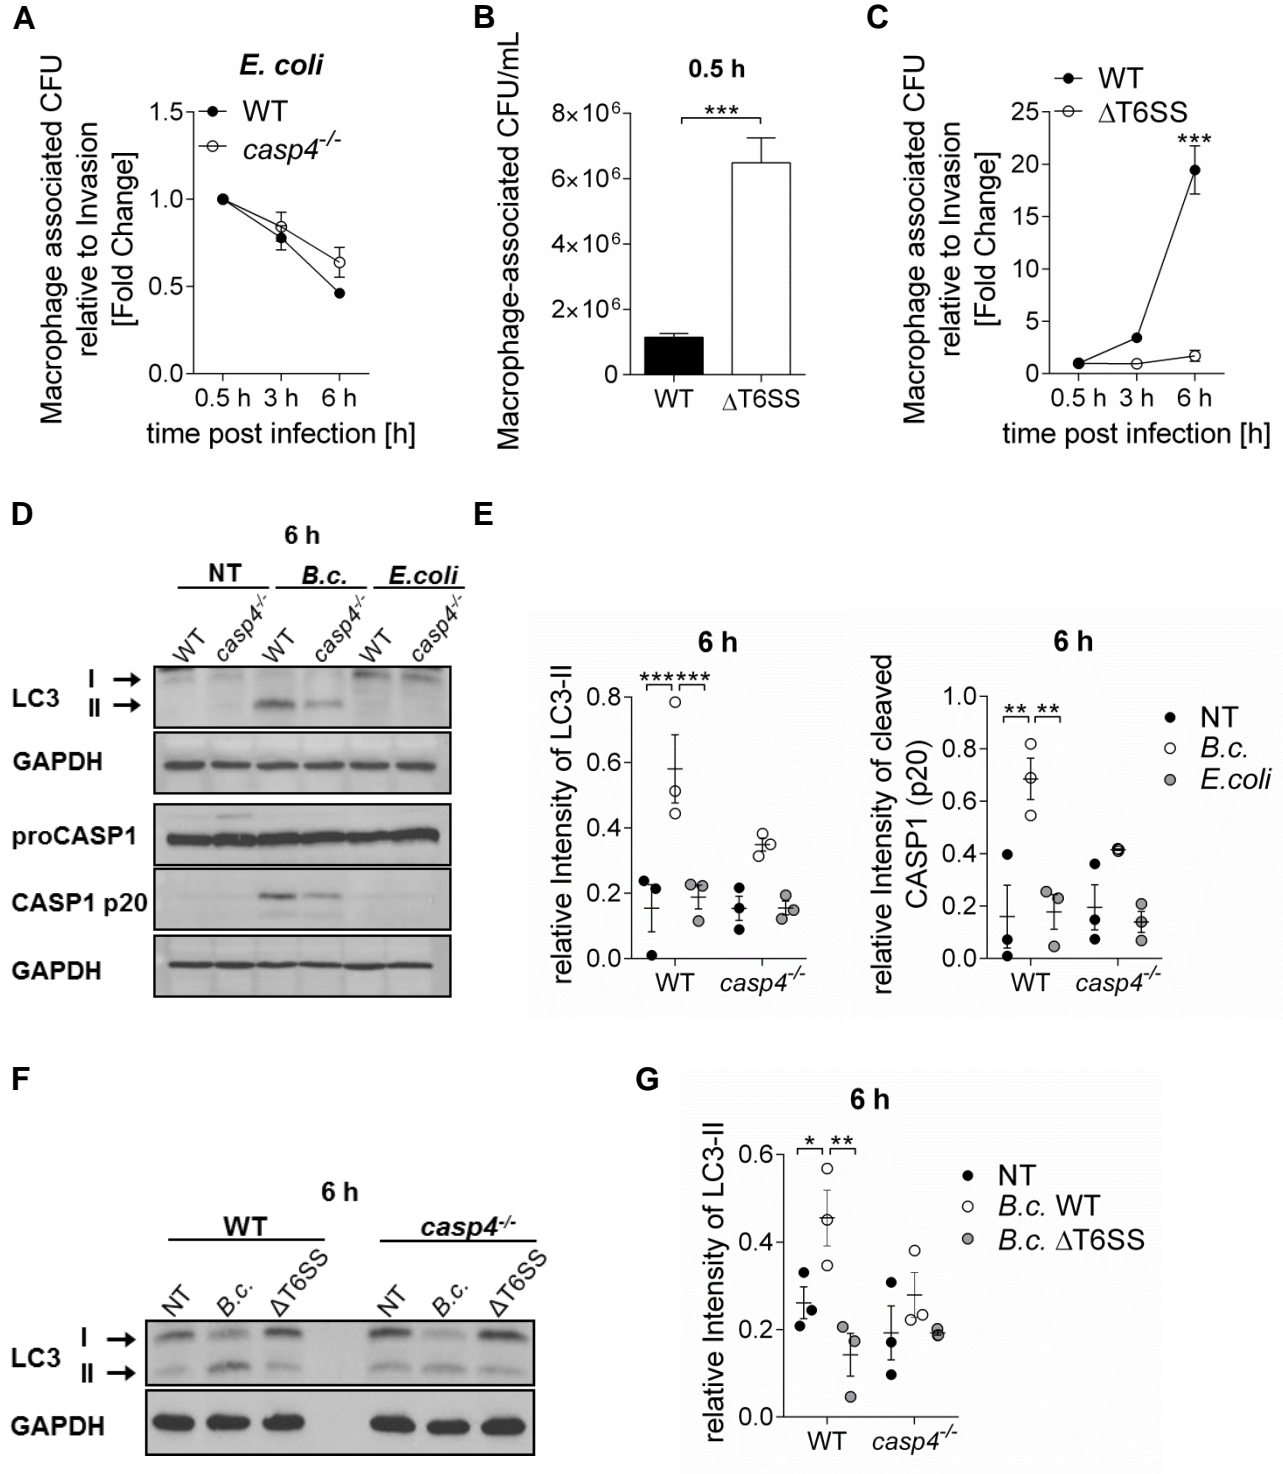 A
E. coli
WT
casp4-/-
Macrophage associated CFU
relative to Invasion
[Fold Change]
1.5
1.0
0.5
0.0
0.5 h 3 h 6 h
time post infection [h]
B
0.5 h
Macrophage-associated CFU/mL
***
8×10⁶
6×10⁶
4×10⁶
2×10⁶
0
WT ΔT6SS
C
WT
ΔT6SS
Macrophage associated CFU
relative to Invasion
[Fold Change]
25
20
15
10
5
0
***
0.5 h 3 h 6 h
time post infection [h]
D
6 h
NT B.c. E.coli
WT casp4-/- WT casp4-/- WT casp4-/-
LC3 I
II
GAPDH
proCASP1
CASP1 p20
GAPDH
E
6 h
relative Intensity of LC3-II
*** ***
0.8
0.6
0.4
0.2
0.0
WT casp4-/-
6 h
relative Intensity of cleaved
CASP1 (p20)
** **
1.0
0.8
0.6
0.4
0.2
0.0
WT casp4-/-
NT
B.c.
E.coli
F
6 h
WT casp4-/-
NT B.c. ΔT6SS NT B.c. ΔT6SS
LC3 I
II
GAPDH
G
6 h
relative Intensity of LC3-II
* **
0.6
0.4
0.2
0.0
WT casp4-/-
NT
B.c. WT
B.c. ΔT6SS